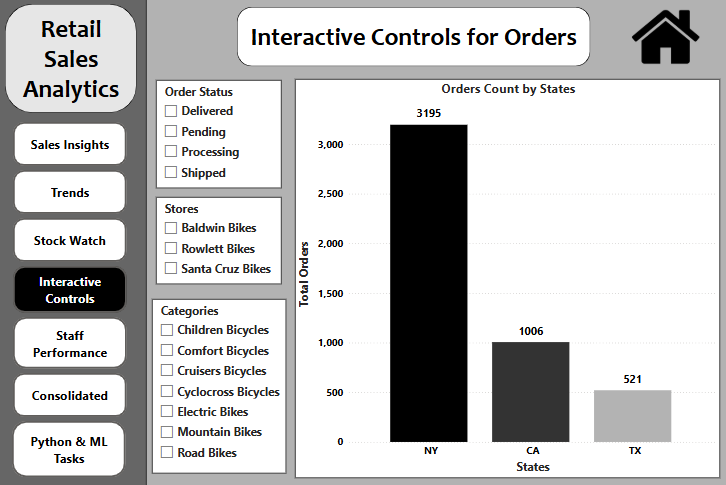 Retail
Sales
Analytics
Sales Insights
Trends
Stock Watch
Interactive
Controls
Staff
Performance
Consolidated
Python & ML
Tasks
Interactive Controls for Orders
Order Status
Delivered
Pending
Processing
Shipped
Stores
Baldwin Bikes
Rowlett Bikes
Santa Cruz Bikes
Categories
Children Bicycles
Comfort Bicycles
Cruisers Bicycles
Cyclocross Bicycles
Electric Bikes
Mountain Bikes
Road Bikes
Orders Count by States
Total Orders
3,000
2,500
2,000
1,500
1,000
500
0
3195
1006
521
NY
CA
TX
States